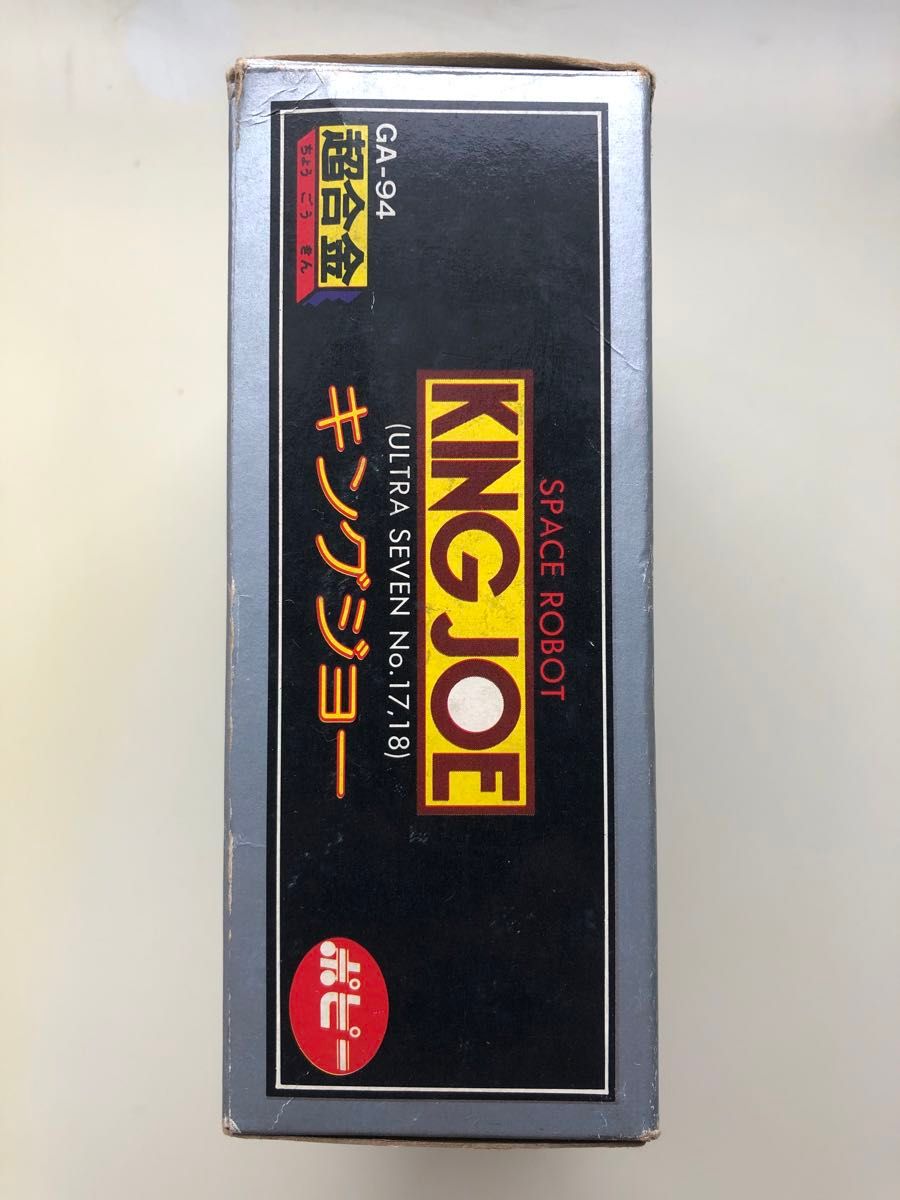 SPACE ROBOT
KING JOE
(ULTRA SEVEN No.17,18)
キングジョー
GA-94
超合金
ちょう ごう きん
ポピー